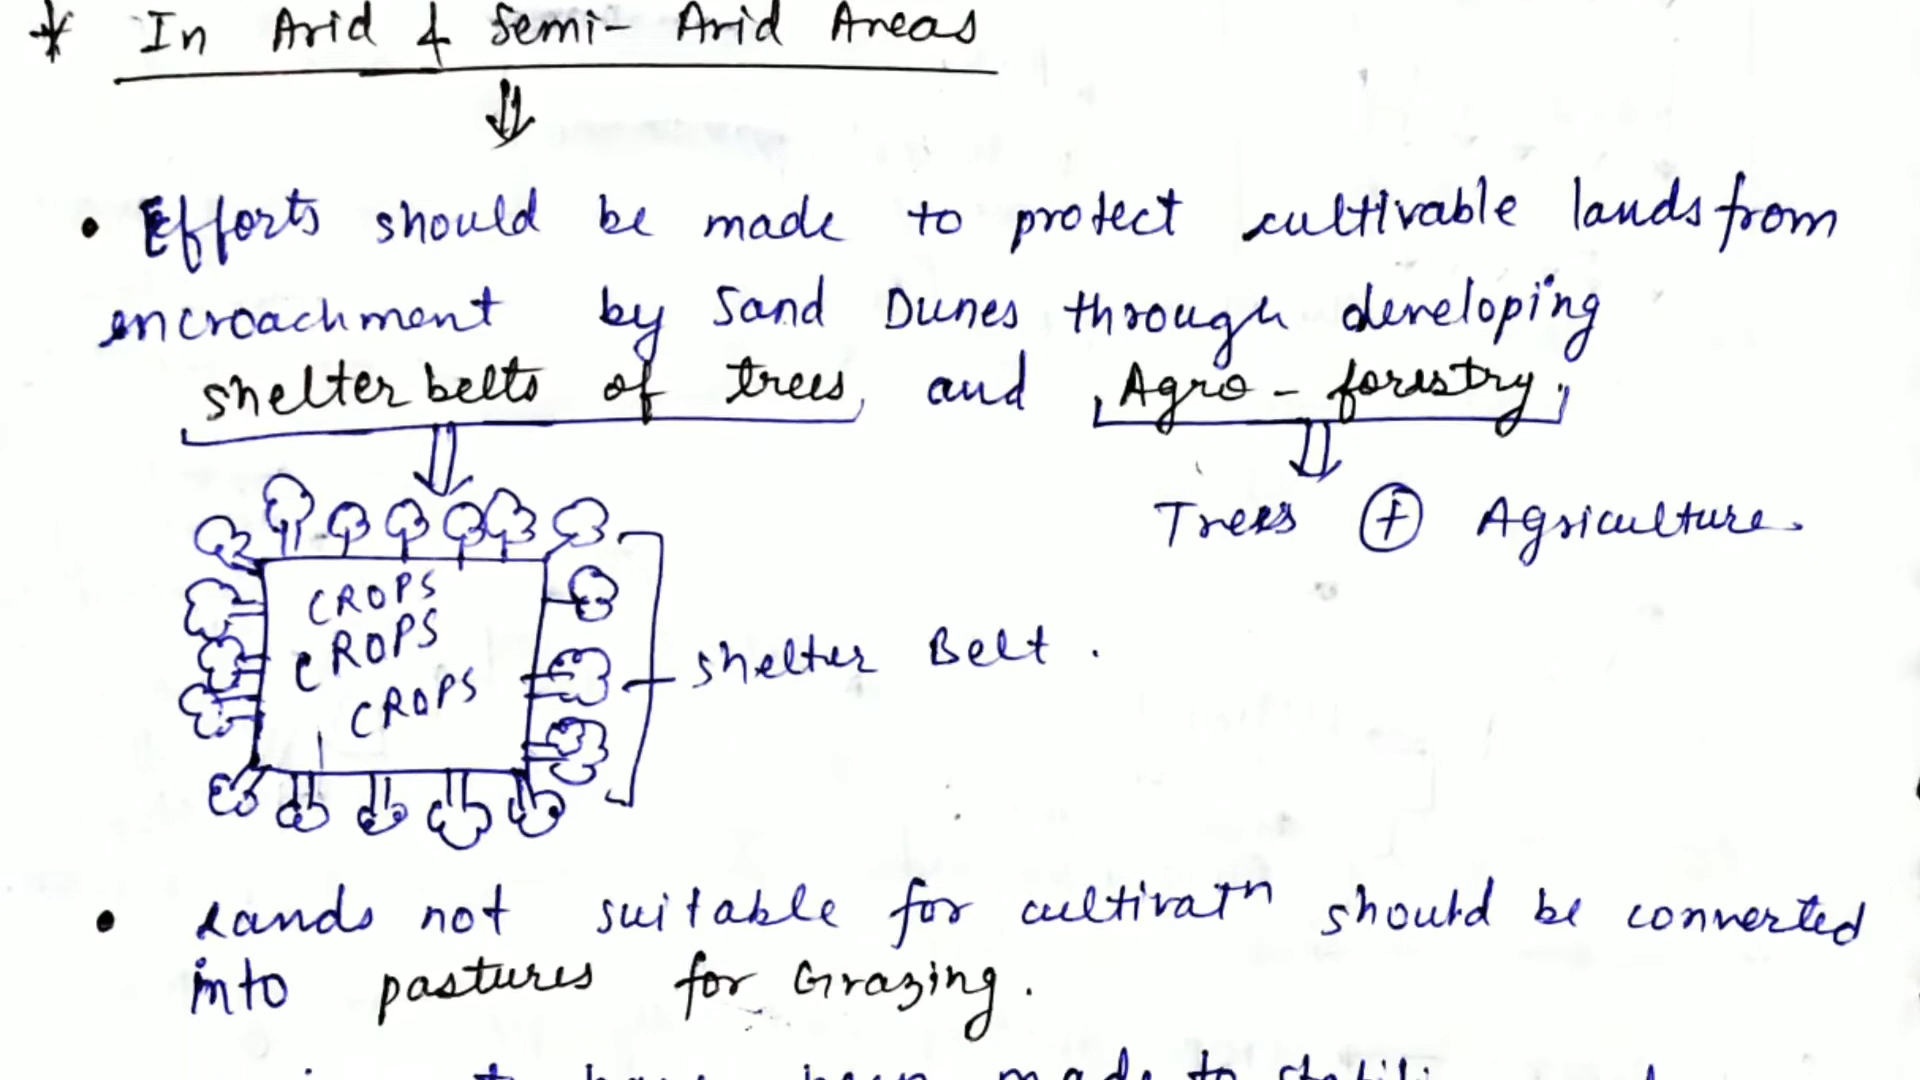 * In Arid & Semi-Arid Areas
• Efforts should be made to protect cultivable lands from
encroachment by Sand Dunes through developing
shelter belts of trees and Agro-forestry.
Trees + Agriculture.
CROPS
CROPS
CROPS
shelter Belt.
• Lands not suitable for cultivatn should be converted
into pastures for Grazing.
made to